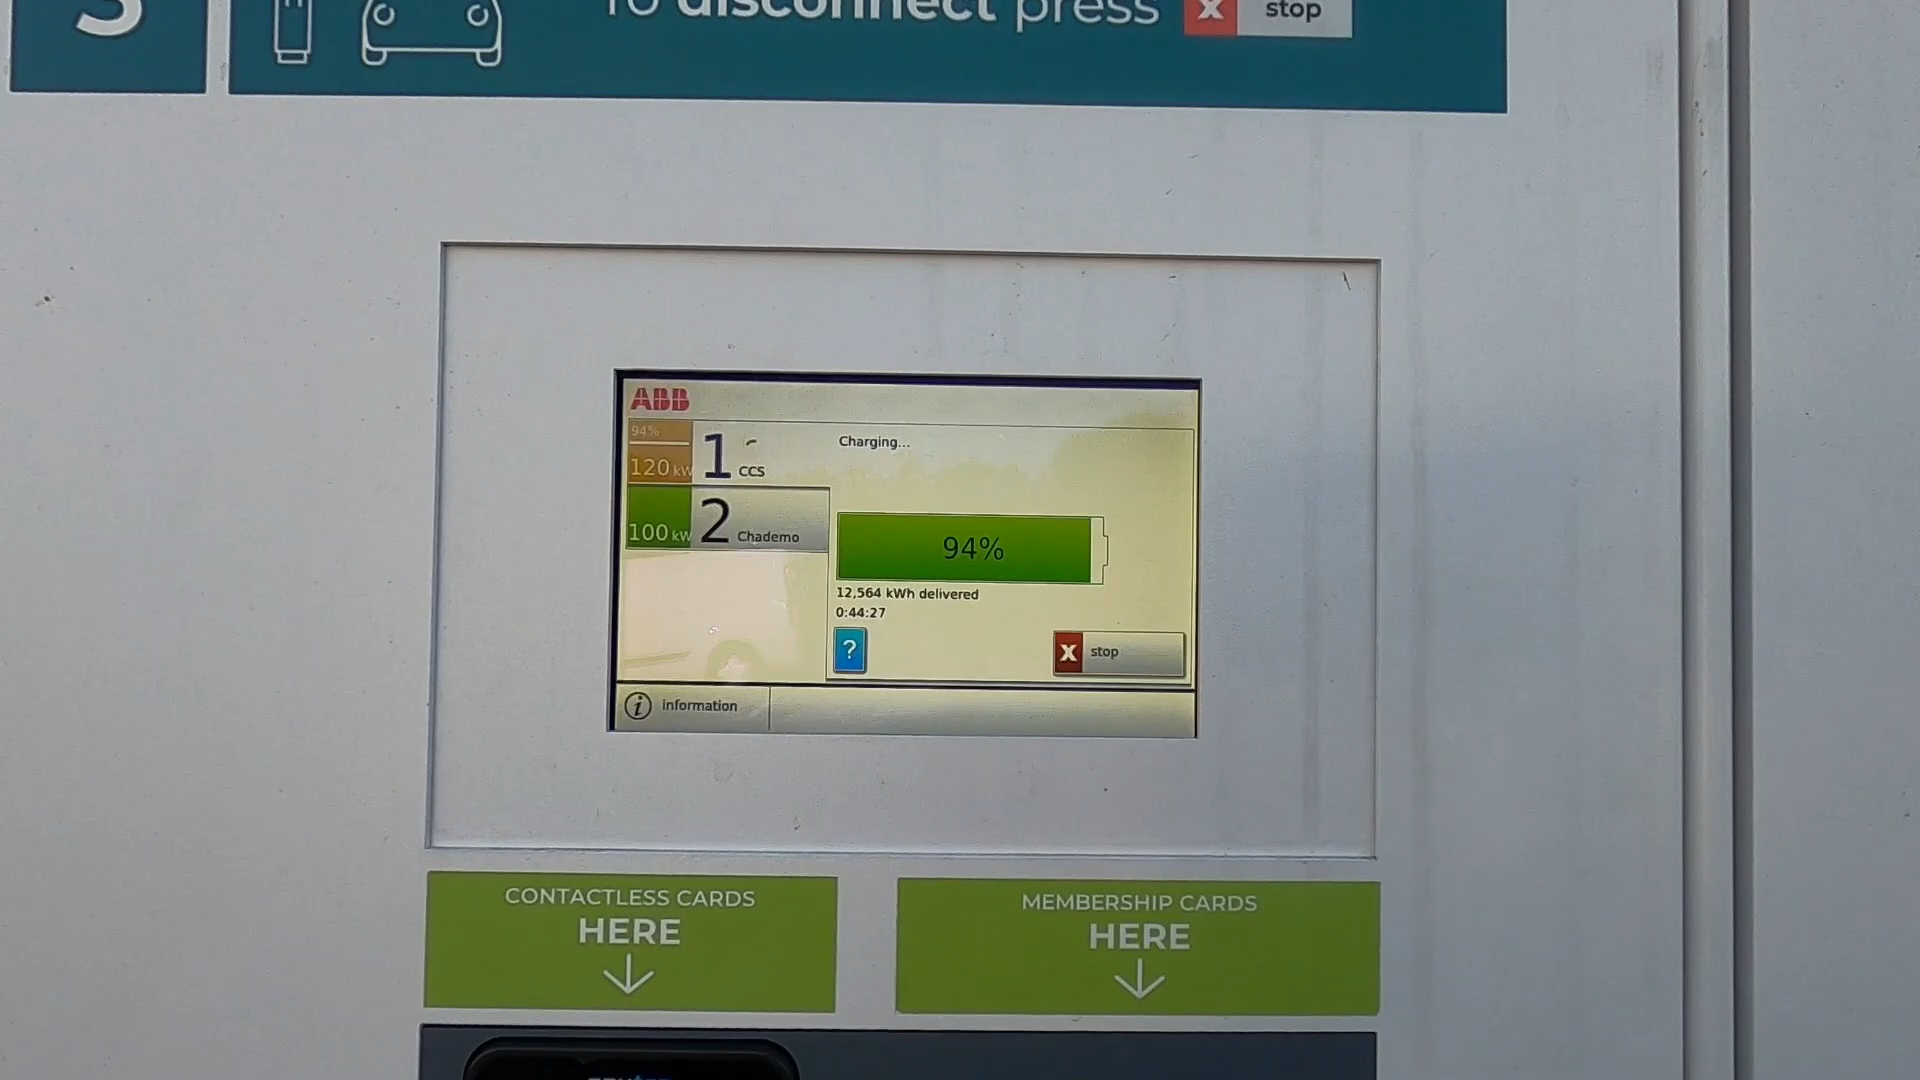 3
To disconnect press X stop
ABB
94%
120 kW
1
CCS
100 kW
2
Chademo
Charging...
94%
12,564 kWh delivered
0:44:27
?
X stop
i Information
CONTACTLESS CARDS
HERE
MEMBERSHIP CARDS
HERE